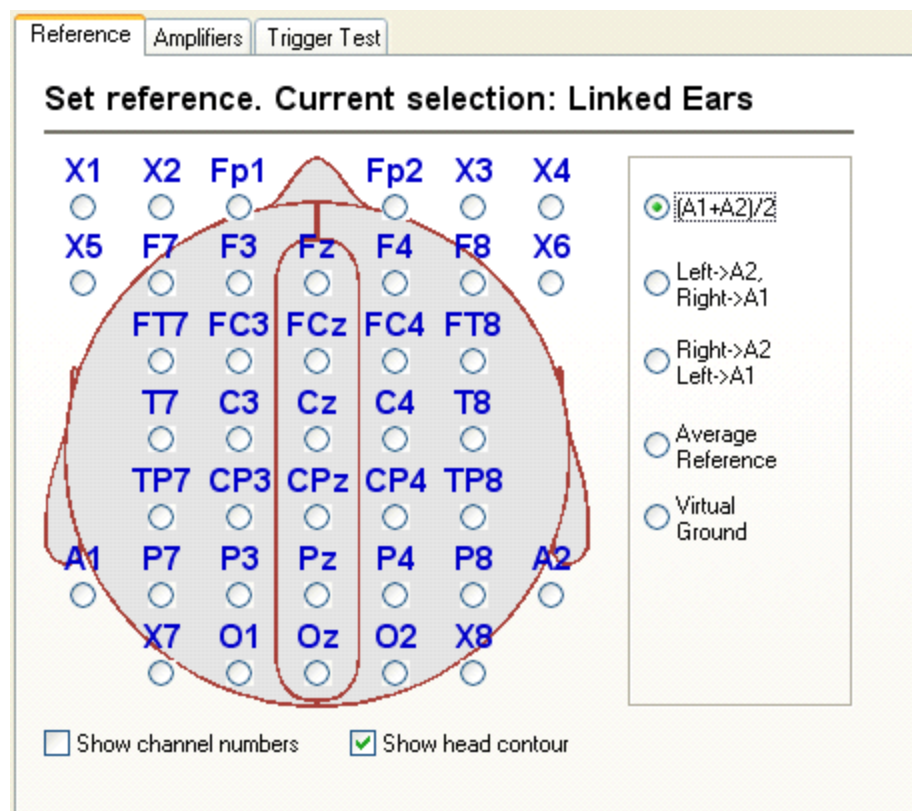 Reference Amplifiers Trigger Test
Set reference. Current selection: Linked Ears
X1 X2 Fp1 Fp2 X3 X4
X5 F7 F3 Fz F4 F8 X6
FT7 FC3 FCz FC4 FT8
T7 C3 Cz C4 T8
TP7 CP3 CPz CP4 TP8
A1 P7 P3 Pz P4 P8 A2
X7 O1 Oz O2 X8
(A1+A2)/2
Left->A2,
Right->A1
Right->A2
Left->A1
Average
Reference
Virtual
Ground
Show channel numbers Show head contour